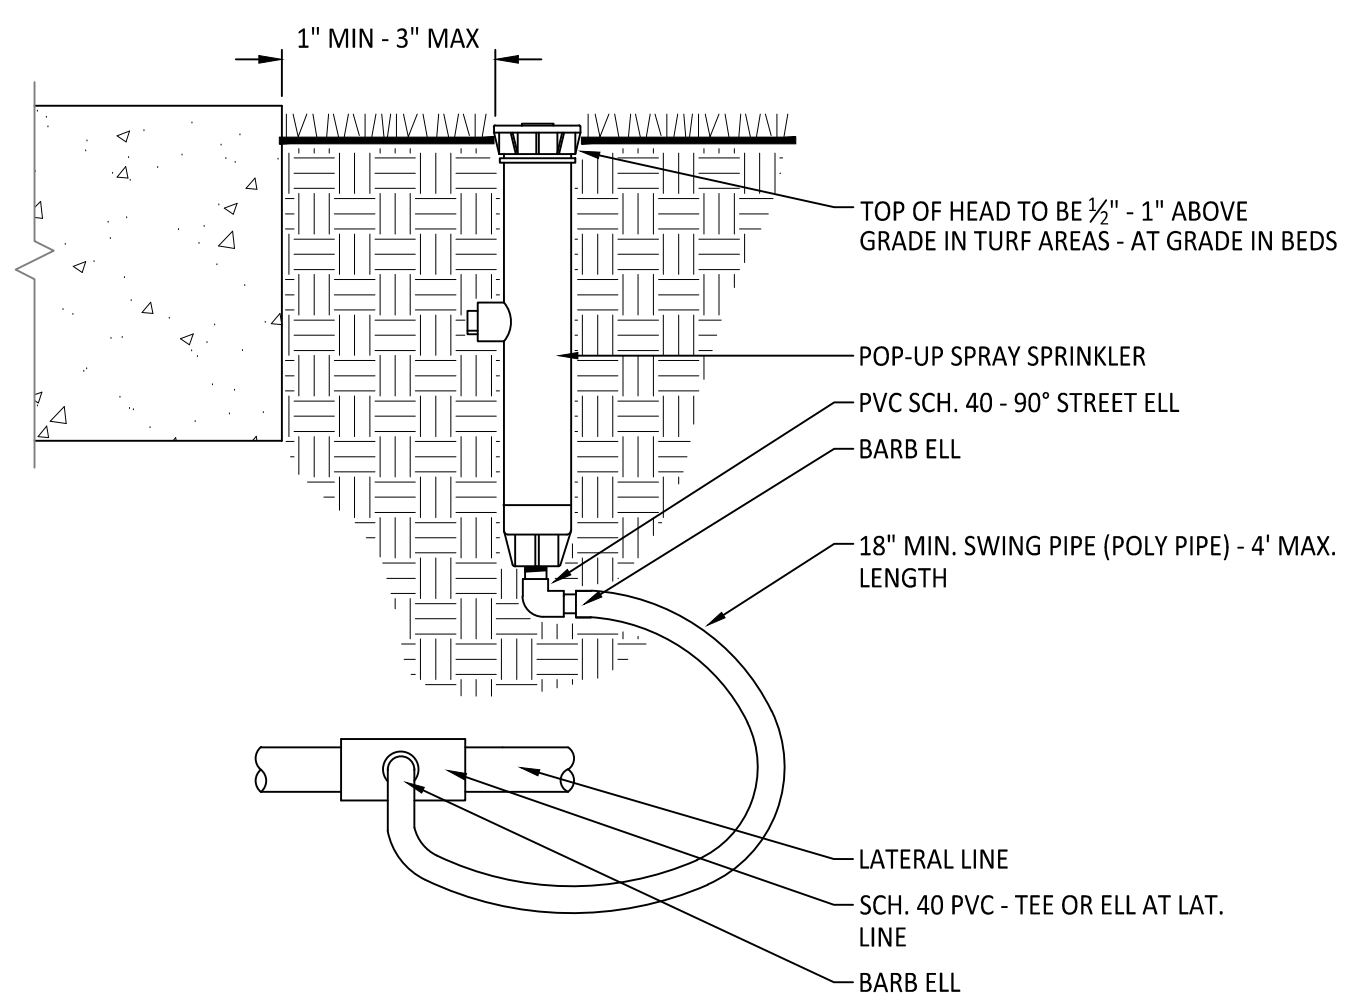 1" MIN - 3" MAX
TOP OF HEAD TO BE ½" - 1" ABOVE
GRADE IN TURF AREAS - AT GRADE IN BEDS
POP-UP SPRAY SPRINKLER
PVC SCH. 40 - 90° STREET ELL
BARB ELL
18" MIN. SWING PIPE (POLY PIPE) - 4' MAX.
LENGTH
LATERAL LINE
SCH. 40 PVC - TEE OR ELL AT LAT.
LINE
BARB ELL